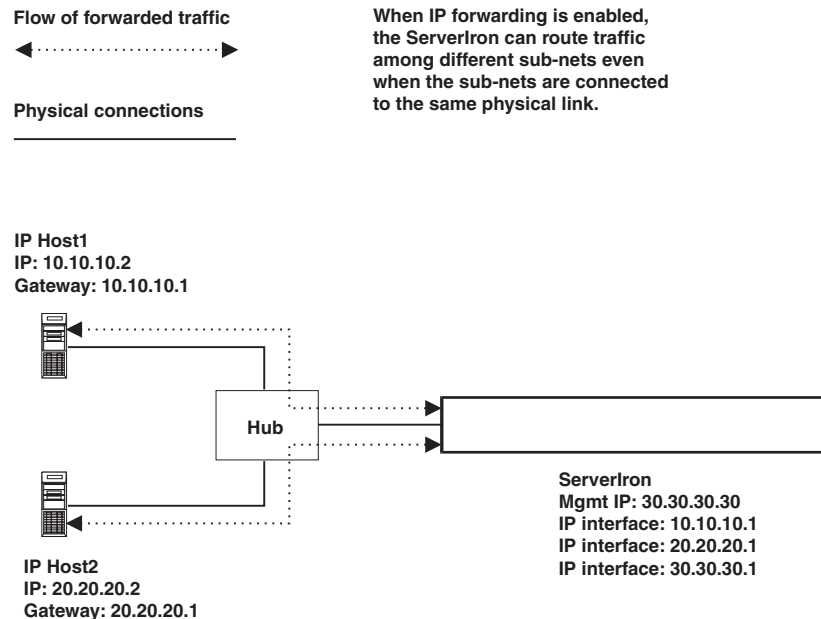 Flow of forwarded traffic
Physical connections
When IP forwarding is enabled,
the ServerIron can route traffic
among different sub-nets even
when the sub-nets are connected
to the same physical link.
IP Host1
IP: 10.10.10.2
Gateway: 10.10.10.1
Hub
ServerIron
Mgmt IP: 30.30.30.30
IP interface: 10.10.10.1
IP interface: 20.20.20.1
IP interface: 30.30.30.1
IP Host2
IP: 20.20.20.2
Gateway: 20.20.20.1